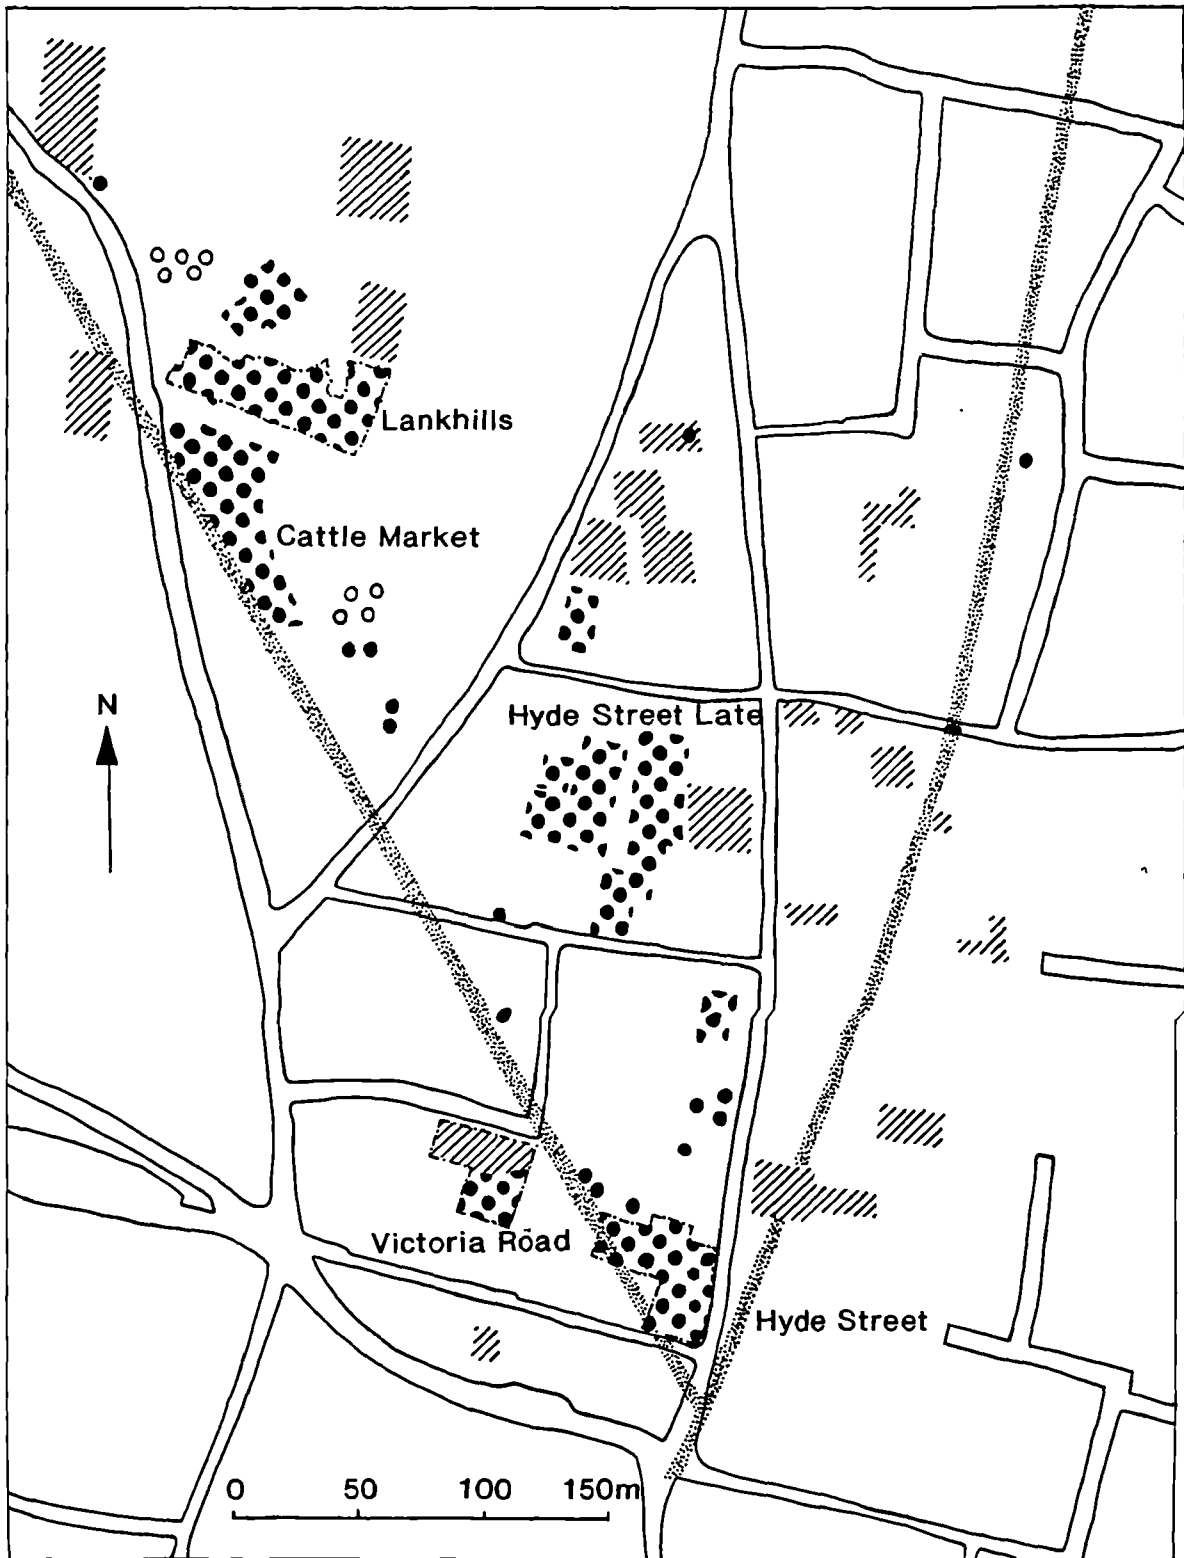 Lankhills
Cattle Market
N
Hyde Street Late
Victoria Road
Hyde Street
0 50 100 150m